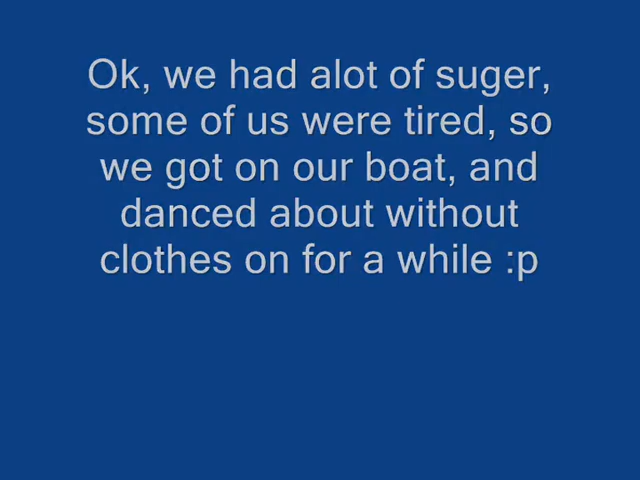 Ok, we had alot of suger,
some of us were tired, so
we got on our boat, and
danced about without
clothes on for a while :p